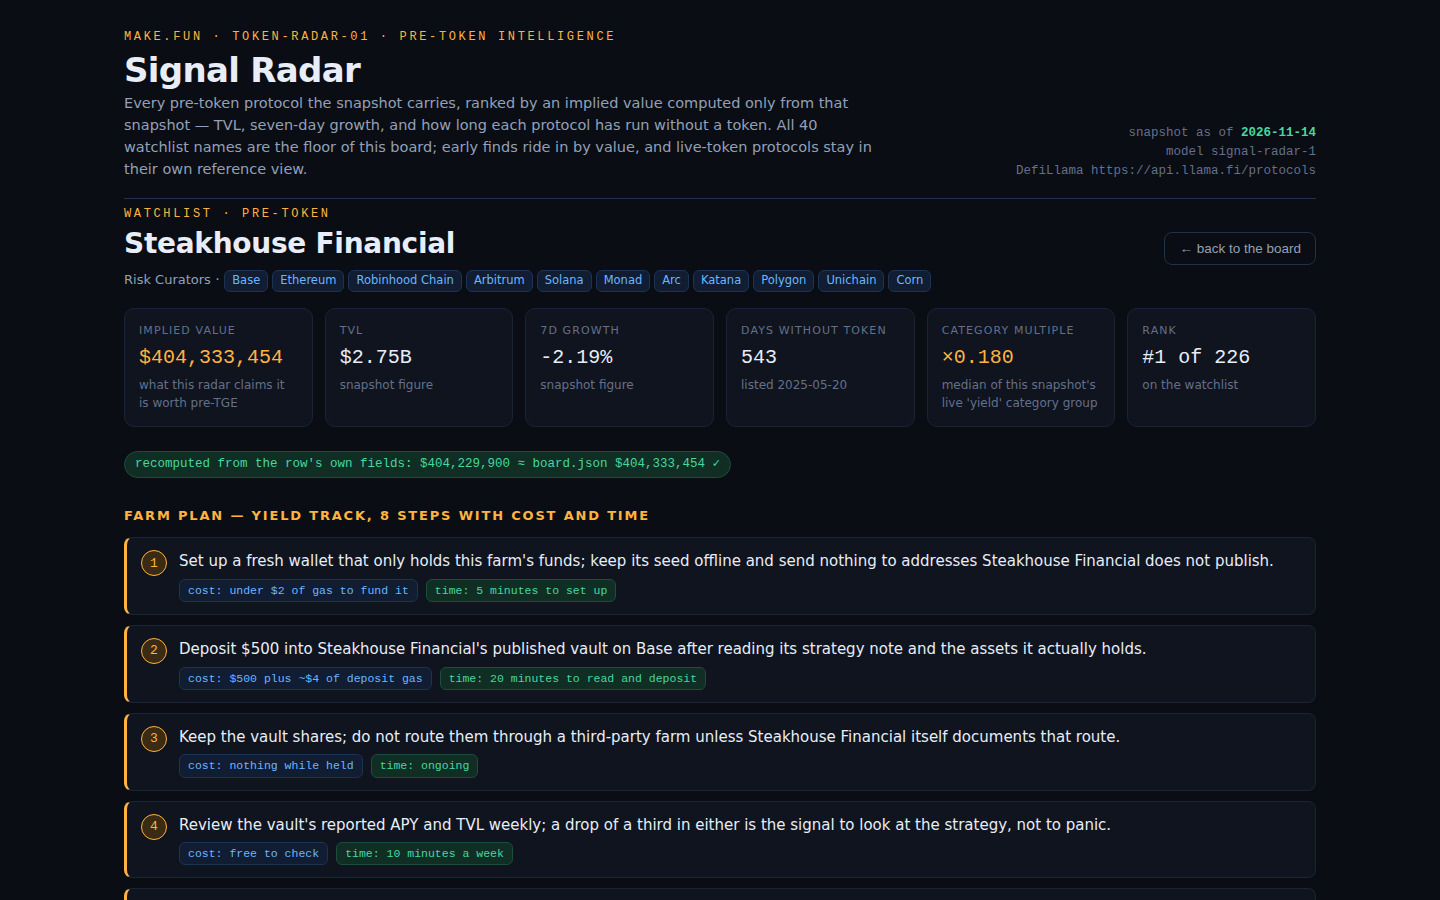 MAKE.FUN · TOKEN-RADAR-01 · PRE-TOKEN INTELLIGENCE
Signal Radar
Every pre-token protocol the snapshot carries, ranked by an implied value computed only from that
snapshot — TVL, seven-day growth, and how long each protocol has run without a token. All 40
watchlist names are the floor of this board; early finds ride in by value, and live-token protocols stay in
their own reference view.
snapshot as of 2026-11-14
model signal-radar-1
DefiLlama https://api.llama.fi/protocols
WATCHLIST · PRE-TOKEN
Steakhouse Financial
← back to the board
Risk Curators · Base Ethereum Robinhood Chain Arbitrum Solana Monad Arc Katana Polygon Unichain Corn
IMPLIED VALUE
$404,333,454
what this radar claims it
is worth pre-TGE
TVL
$2.75B
snapshot figure
7D GROWTH
-2.19%
snapshot figure
DAYS WITHOUT TOKEN
543
listed 2025-05-20
CATEGORY MULTIPLE
×0.180
median of this snapshot's
live 'yield' category group
RANK
#1 of 226
on the watchlist
recomputed from the row's own fields: $404,229,900 ≈ board.json $404,333,454 ✓
FARM PLAN — YIELD TRACK, 8 STEPS WITH COST AND TIME
1 Set up a fresh wallet that only holds this farm's funds; keep its seed offline and send nothing to addresses Steakhouse Financial does not publish.
cost: under $2 of gas to fund it time: 5 minutes to set up
2 Deposit $500 into Steakhouse Financial's published vault on Base after reading its strategy note and the assets it actually holds.
cost: $500 plus ~$4 of deposit gas time: 20 minutes to read and deposit
3 Keep the vault shares; do not route them through a third-party farm unless Steakhouse Financial itself documents that route.
cost: nothing while held time: ongoing
4 Review the vault's reported APY and TVL weekly; a drop of a third in either is the signal to look at the strategy, not to panic.
cost: free to check time: 10 minutes a week